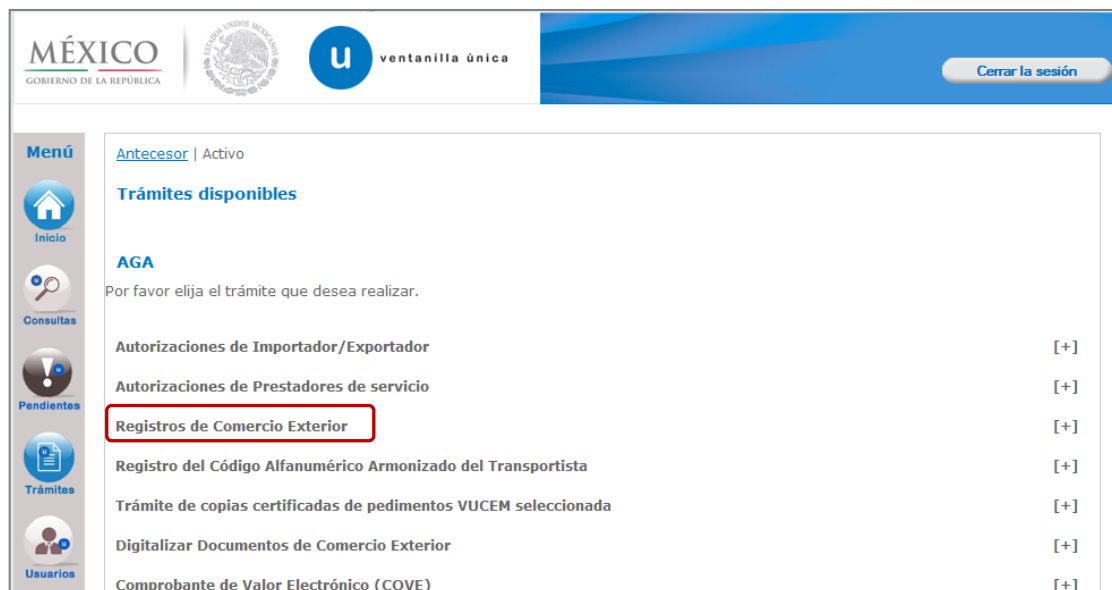 MÉXICO
GOBIERNO DE LA REPÚBLICA
ESTADOS UNIDOS MEXICANOS
u
ventanilla única
Cerrar la sesión
Menú
Inicio
Consultas
Pendientes
Trámites
Usuarios
Antecesor | Activo
Trámites disponibles
AGA
Por favor elija el trámite que desea realizar.
Autorizaciones de Importador/Exportador [+]
Autorizaciones de Prestadores de servicio [+]
Registros de Comercio Exterior [+]
Registro del Código Alfanumérico Armonizado del Transportista [+]
Trámite de copias certificadas de pedimentos VUCEM seleccionada [+]
Digitalizar Documentos de Comercio Exterior [+]
Comprobante de Valor Electrónico (COVE) [+]